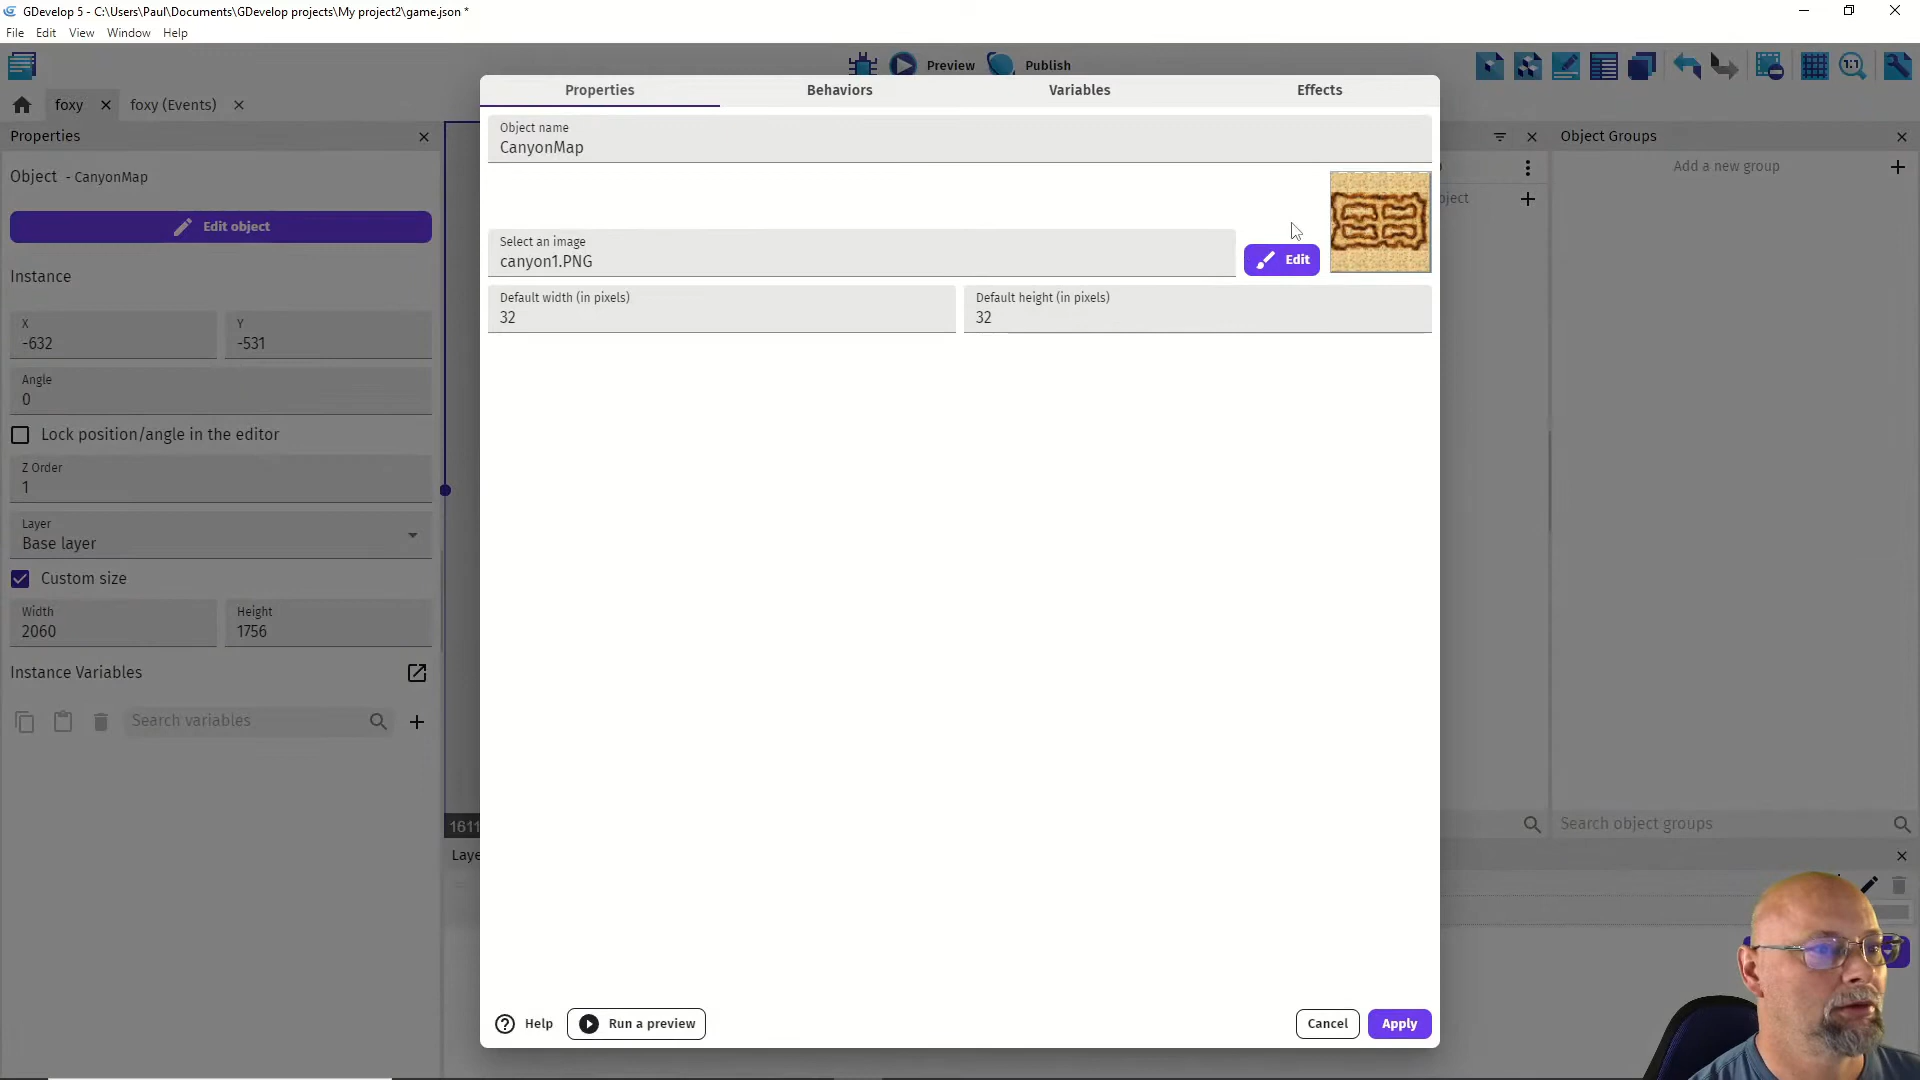 GDevelop 5 - C:\Users\Paul\Documents\GDevelop projects\My project2\game.json *
File Edit View Window Help
Preview Publish
1:1
foxy foxy (Events)
Properties
Object - CanyonMap
Edit object
Instance
X
-632
Y
-531
Angle
0
Lock position/angle in the editor
Z Order
1
Layer
Base layer
Custom size
Width
2060
Height
1756
Instance Variables
Search variables
Properties Behaviors Variables Effects
Object name
CanyonMap
Select an image
canyon1.PNG
Edit
Default width (in pixels)
32
Default height (in pixels)
32
Help Run a preview Cancel Apply
Object Groups
Add a new group
Search object groups
1611